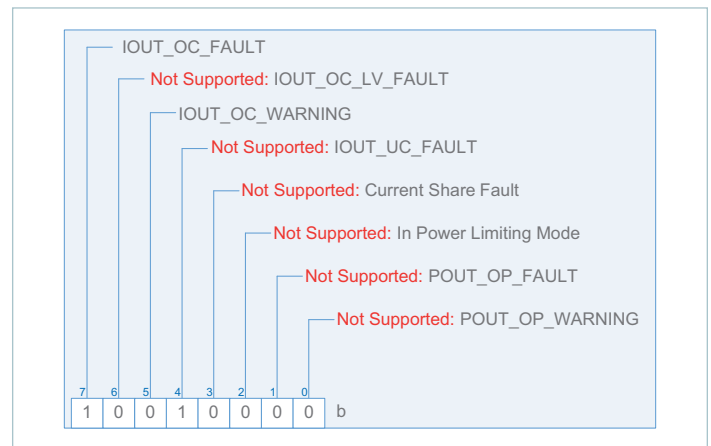 IOUT_OC_FAULT
Not Supported: IOUT_OC_LV_FAULT
IOUT_OC_WARNING
Not Supported: IOUT_UC_FAULT
Not Supported: Current Share Fault
Not Supported: In Power Limiting Mode
Not Supported: POUT_OP_FAULT
Not Supported: POUT_OP_WARNING
7 6 5 4 3 2 1 0
1 0 0 1 0 0 0 0 b